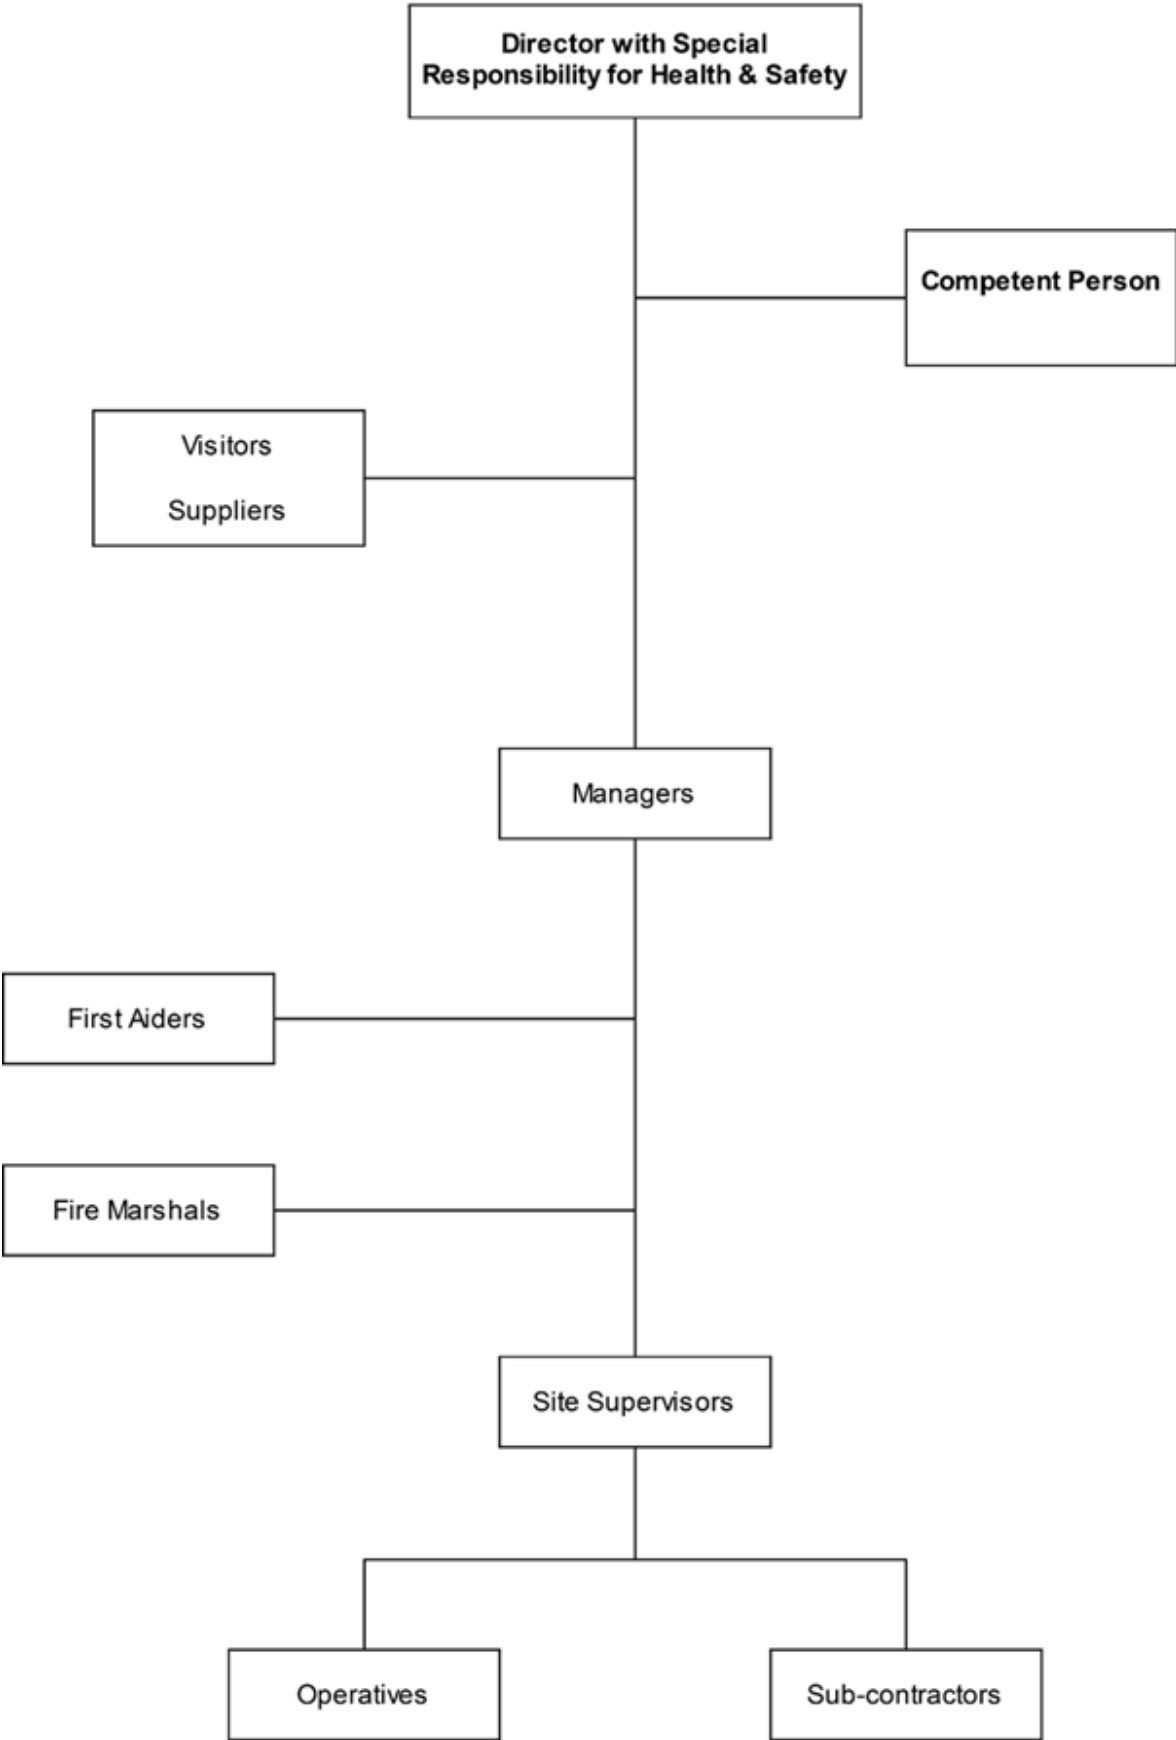 Director with Special
Responsibility for Health & Safety
Competent Person
Visitors
Suppliers
Managers
First Aiders
Fire Marshals
Site Supervisors
Operatives
Sub-contractors